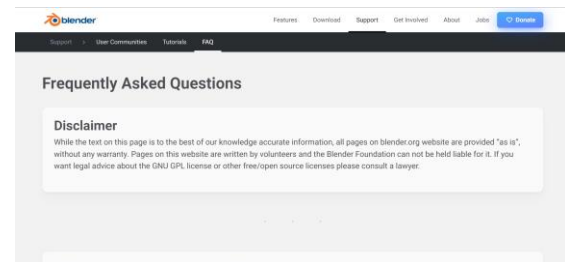 blender
Features Download Support Get Involved About Jobs Donate
Support User Communities Tutorials FAQ
Frequently Asked Questions
Disclaimer
While the text on this page is to the best of our knowledge accurate information, all pages on blender.org website are provided "as is",
without any warranty. Pages on this website are written by volunteers and the Blender Foundation can not be held liable for it. If you
want legal advice about the GNU GPL license or other free/open source licenses please consult a lawyer.